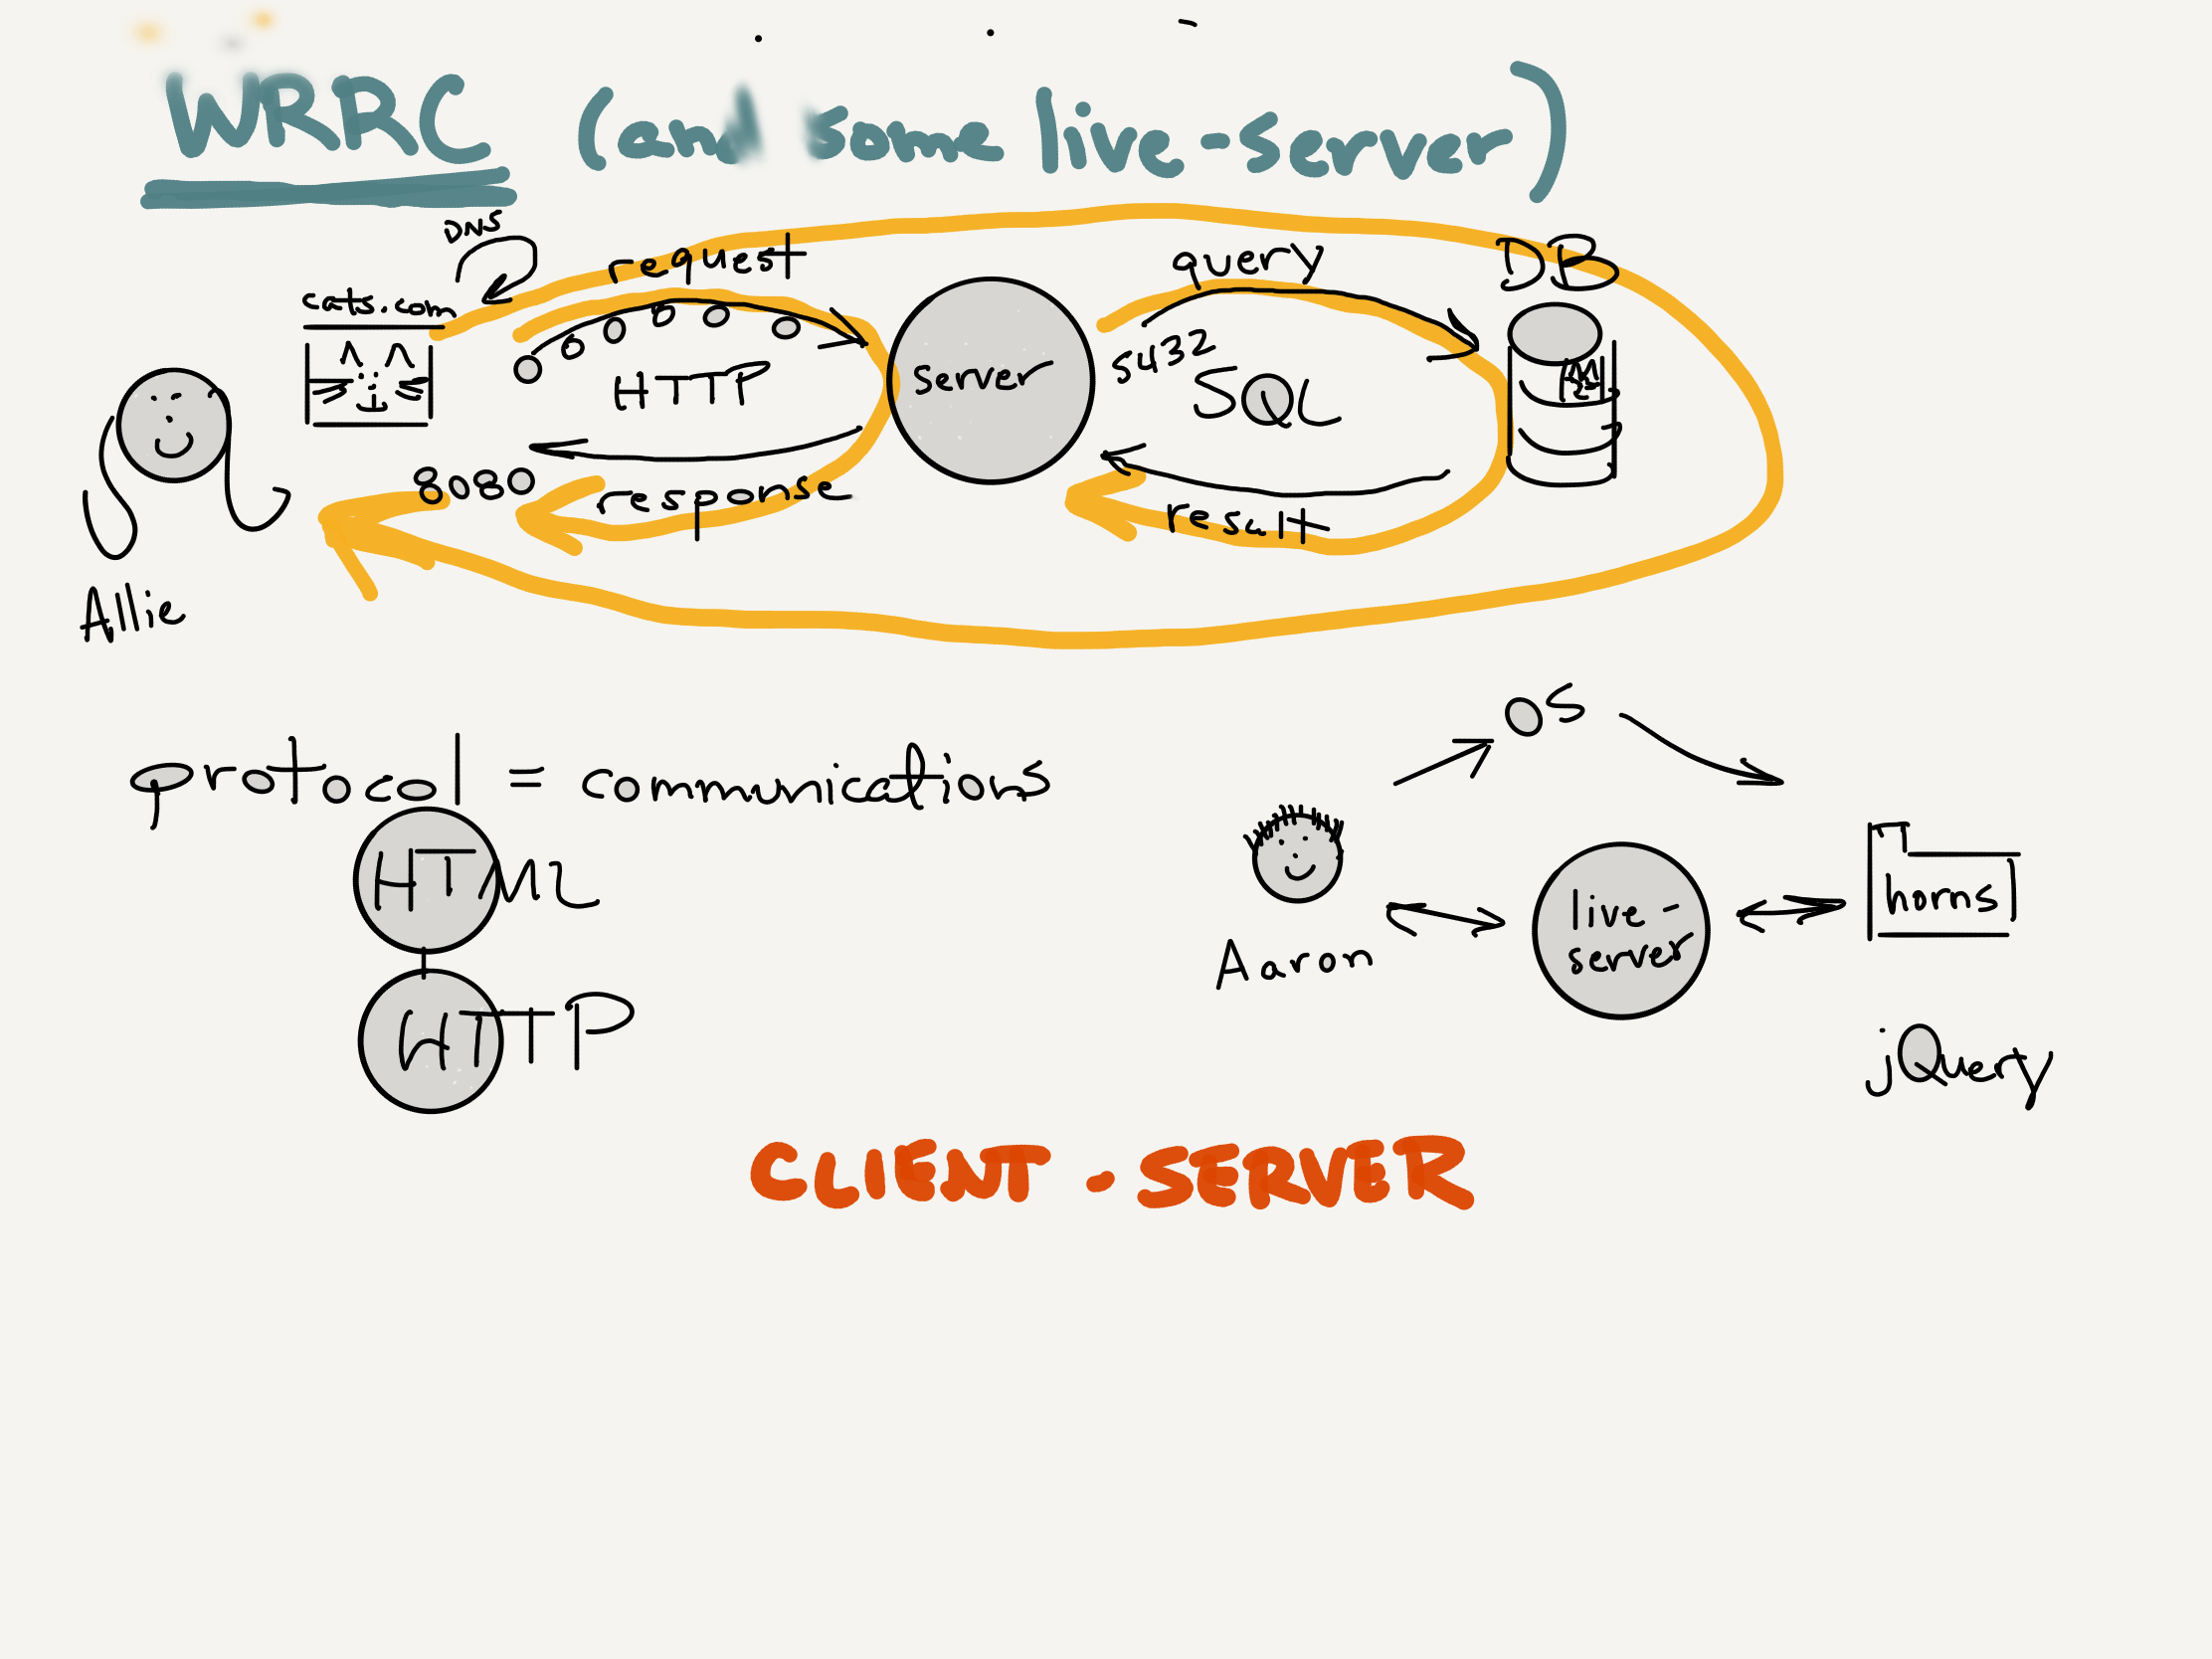 WRRC (and some live-server)
DNS
request
query
DB
cats.com
HTTP
server
5432
SQL
8080
response
result
Allie
OS
protocol = communications
HTML
HTTP
Aaron
live-
server
horns
jQuery
CLIENT - SERVER